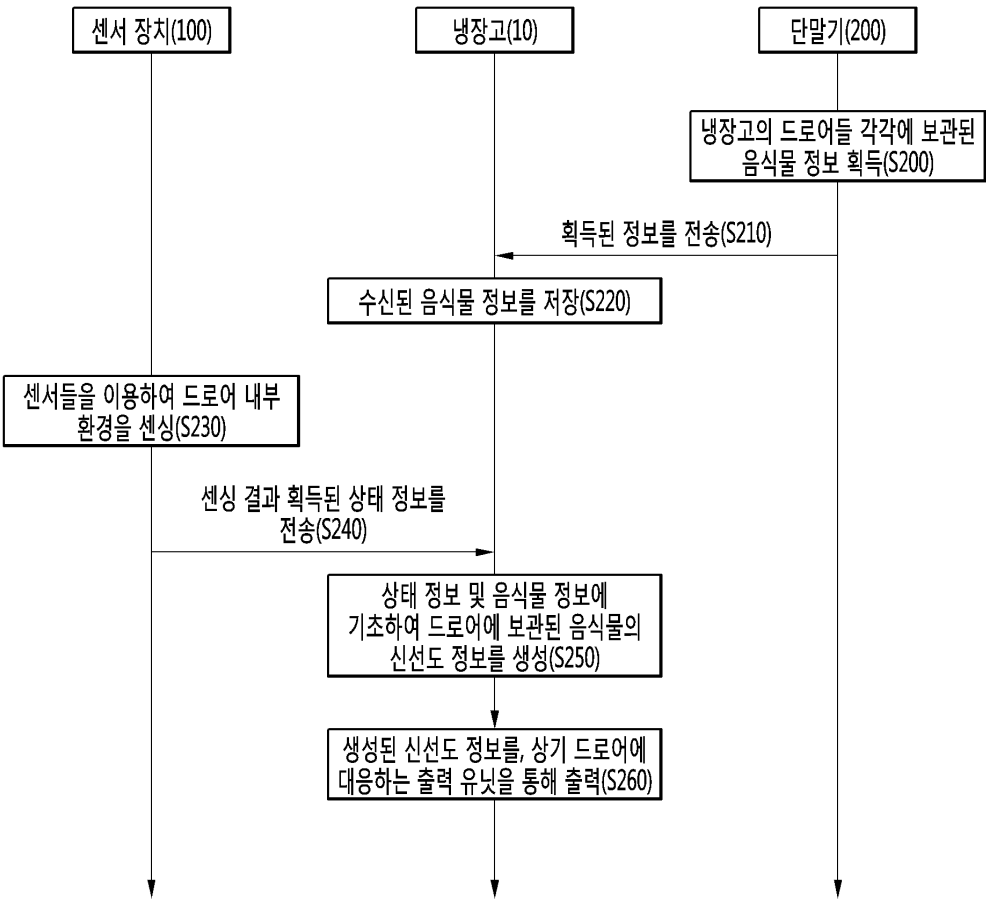 센서 장치(100)
냉장고(10)
단말기(200)
냉장고의 드로어들 각각에 보관된
음식물 정보 획득(S200)
획득된 정보를 전송(S210)
수신된 음식물 정보를 저장(S220)
센서들을 이용하여 드로어 내부
환경을 센싱(S230)
센싱 결과 획득된 상태 정보를
전송(S240)
상태 정보 및 음식물 정보에
기초하여 드로어에 보관된 음식물의
신선도 정보를 생성(S250)
생성된 신선도 정보를, 상기 드로어에
대응하는 출력 유닛을 통해 출력(S260)